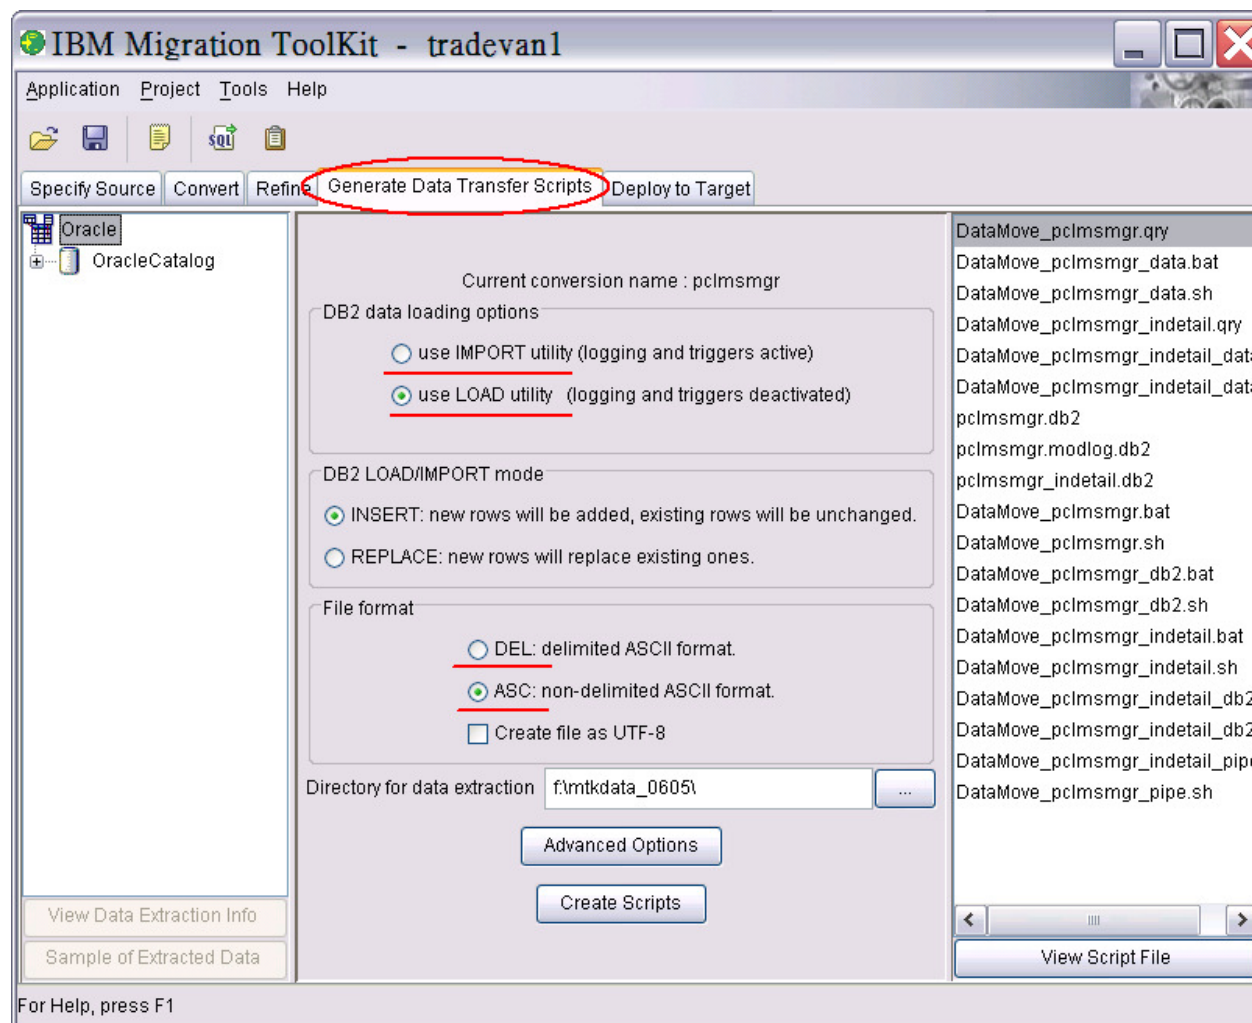 IBM Migration ToolKit - tradevan1
Application Project Tools Help
SQL
Specify Source Convert Refine Generate Data Transfer Scripts Deploy to Target
Oracle
OracleCatalog
View Data Extraction Info
Sample of Extracted Data
Current conversion name : pclmsmgr
DB2 data loading options
use IMPORT utility (logging and triggers active)
use LOAD utility (logging and triggers deactivated)
DB2 LOAD/IMPORT mode
INSERT: new rows will be added, existing rows will be unchanged.
REPLACE: new rows will replace existing ones.
File format
DEL: delimited ASCII format.
ASC: non-delimited ASCII format.
Create file as UTF-8
Directory for data extraction f:\mtkdata_0605\ ...
Advanced Options
Create Scripts
DataMove_pclmsmgr.qry
DataMove_pclmsmgr_data.bat
DataMove_pclmsmgr_data.sh
DataMove_pclmsmgr_indetail.qry
DataMove_pclmsmgr_indetail_data
DataMove_pclmsmgr_indetail_data
pclmsmgr.db2
pclmsmgr.modlog.db2
pclmsmgr_indetail.db2
DataMove_pclmsmgr.bat
DataMove_pclmsmgr.sh
DataMove_pclmsmgr_db2.bat
DataMove_pclmsmgr_db2.sh
DataMove_pclmsmgr_indetail.bat
DataMove_pclmsmgr_indetail.sh
DataMove_pclmsmgr_indetail_db2
DataMove_pclmsmgr_indetail_db2
DataMove_pclmsmgr_indetail_pipe
DataMove_pclmsmgr_pipe.sh
View Script File
For Help, press F1